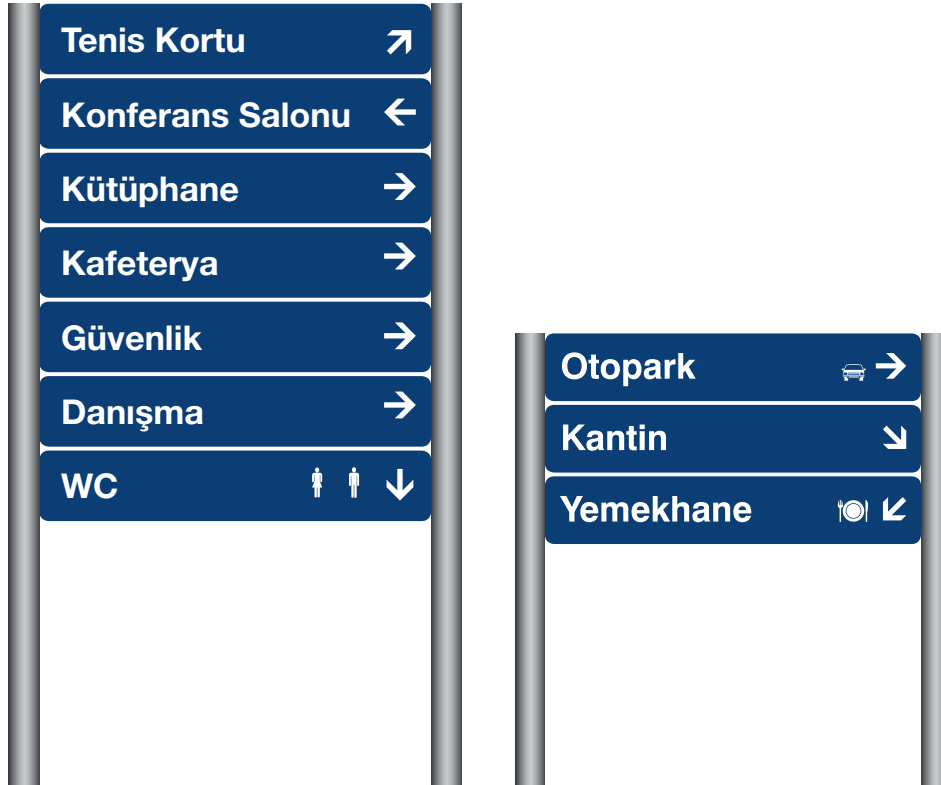 Tenis Kortu
Konferans Salonu
Kütüphane
Kafeterya
Güvenlik
Danışma
WC
Otopark
Kantin
Yemekhane